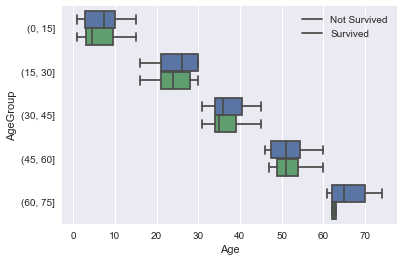 Not Survived
Survived
(0, 15]
(15, 30]
(30, 45]
(45, 60]
(60, 75]
AgeGroup
0 10 20 30 40 50 60 70
Age